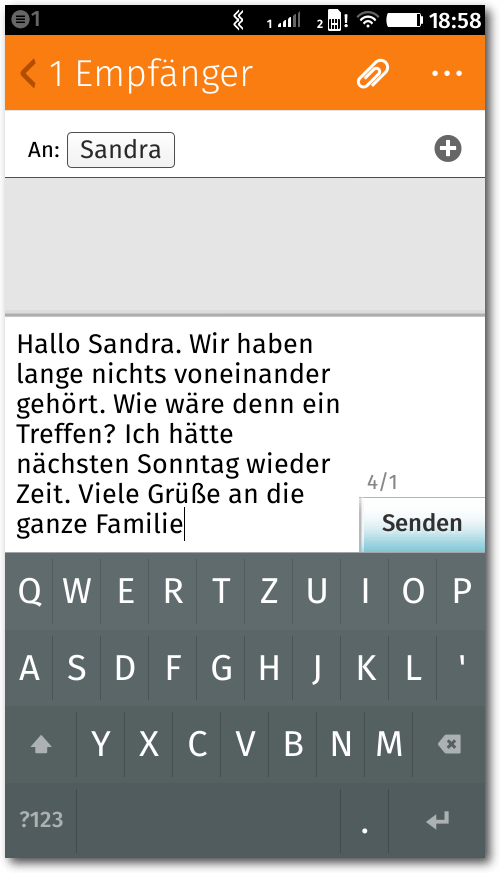 1 1 2 ! 18:58
1 Empfänger
An: Sandra
Hallo Sandra. Wir haben
lange nichts voneinander
gehört. Wie wäre denn ein
Treffen? Ich hätte
nächsten Sonntag wieder
Zeit. Viele Grüße an die
ganze Familie
4/1
Senden
Q W E R T Z U I O P
A S D F G H J K L '
Y X C V B N M
?123 .